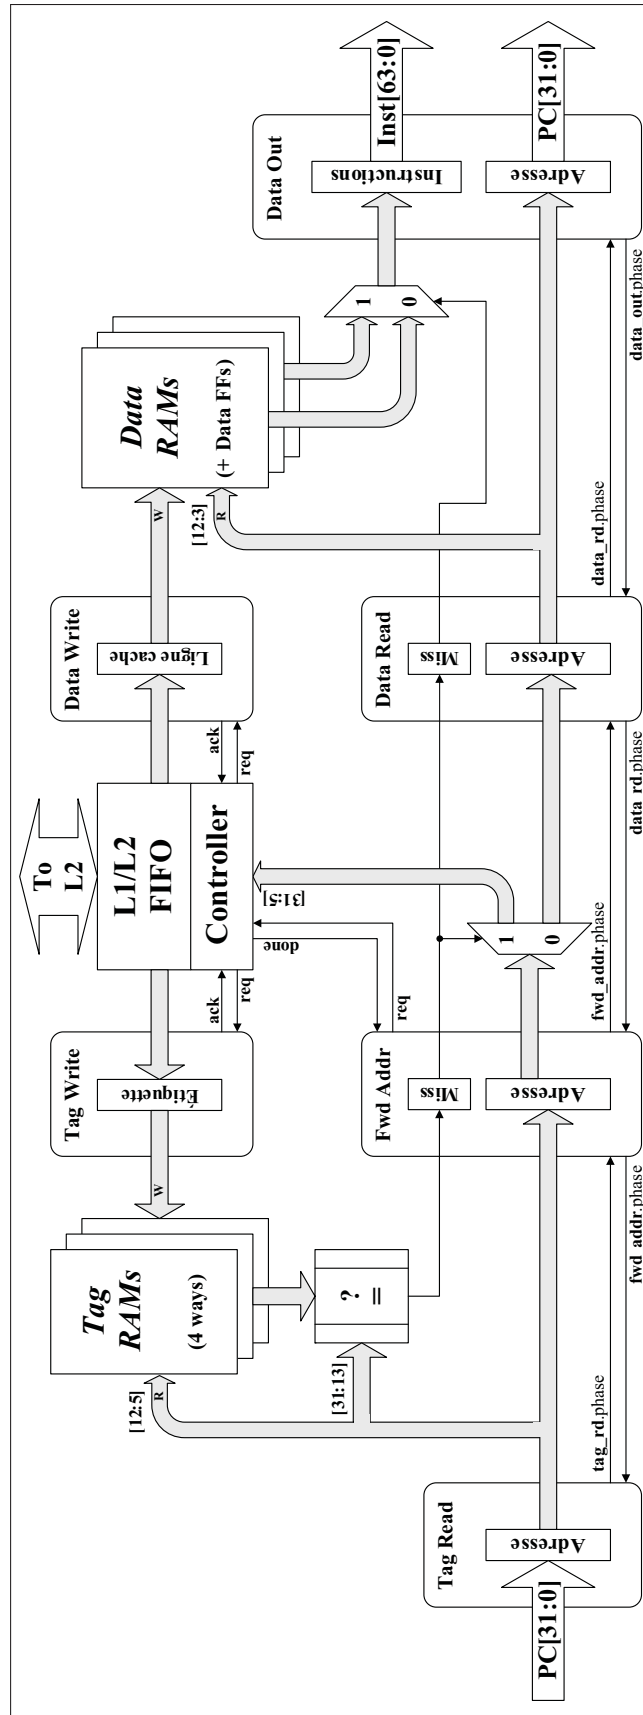 PC[31:0]
Tag Read
Adresse
tag_rd.phase
fwd_addr.phase
[12:5]
R
[31:13]
Tag
RAMs
(4 ways)
W
?
=
Tag Write
Étiquette
ack
req
Fwd Addr
Miss
Adresse
done
req
To
L2
L1/L2
FIFO
Controller
[31:5]
1
0
fwd_addr.phase
data_rd.phase
ack
req
Data Write
Ligne cache
Data Read
Miss
Adresse
W
[12:3]
R
Data
RAMs
(+ Data FFs)
data_rd.phase
data_out.phase
1
0
Data Out
Instructions
Adresse
Inst[63:0]
PC[31:0]